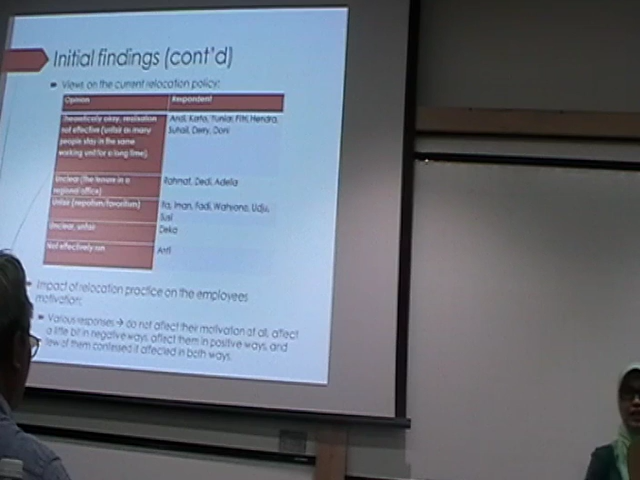 Initial findings (cont'd)
Views on the current relocation policy:
Opinion Respondent
Theoretically okay, realization
not effective (unfair as many
people stay in the same
working unit for a long time).
Andi, Karta, Yuniar, Fitri, Hendra,
Suhail, Derry, Doni
Unclear (the tenure in a
regional office)
Rahmat, Dedi, Adelia
Unfair (nepotism/favoritism)
Ita, Iman, Fadi, Wahyono, Udju,
Susi
Unclear, unfair
Deka
Not effectively run
Anti
Impact of relocation practice on the employees
motivation:
Various responses → do not affect their motivation at all, affect
a little bit in negative ways, affect them in positive ways, and
few of them confessed it affected in both ways.